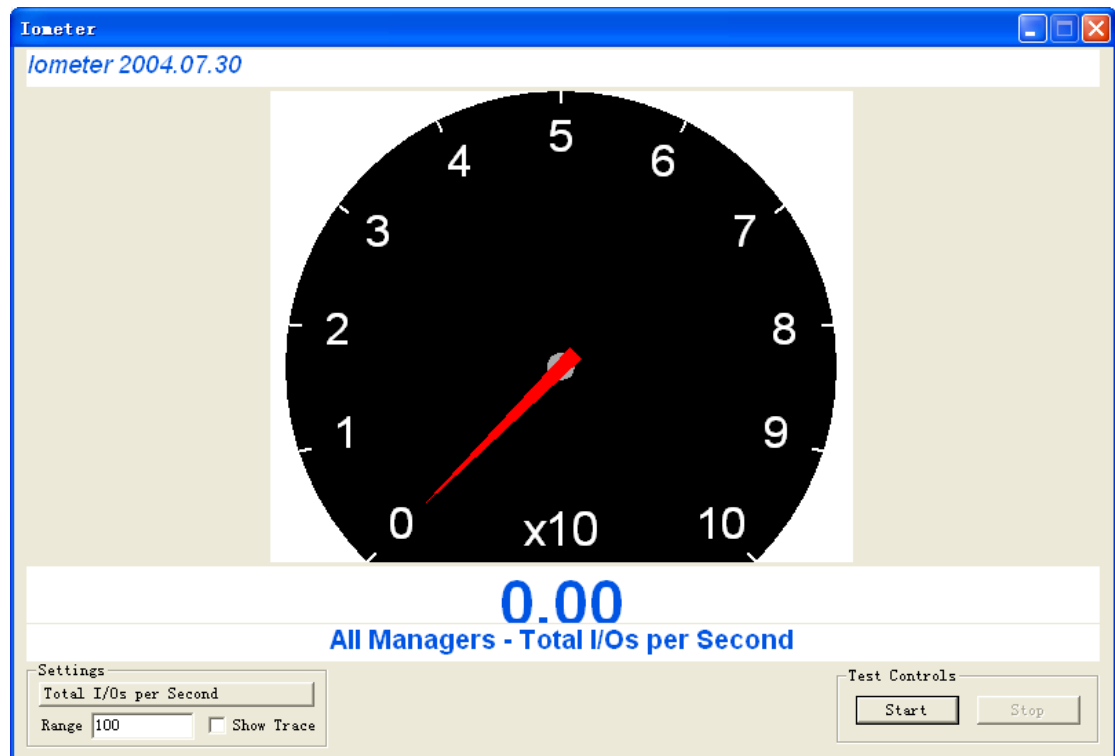 Iometer
Iometer 2004.07.30
5
4 6
3 7
2 8
1 9
0 x10 10
0.00
All Managers - Total I/Os per Second
Settings
Total I/Os per Second
Range 100 Show Trace
Test Controls
Start Stop